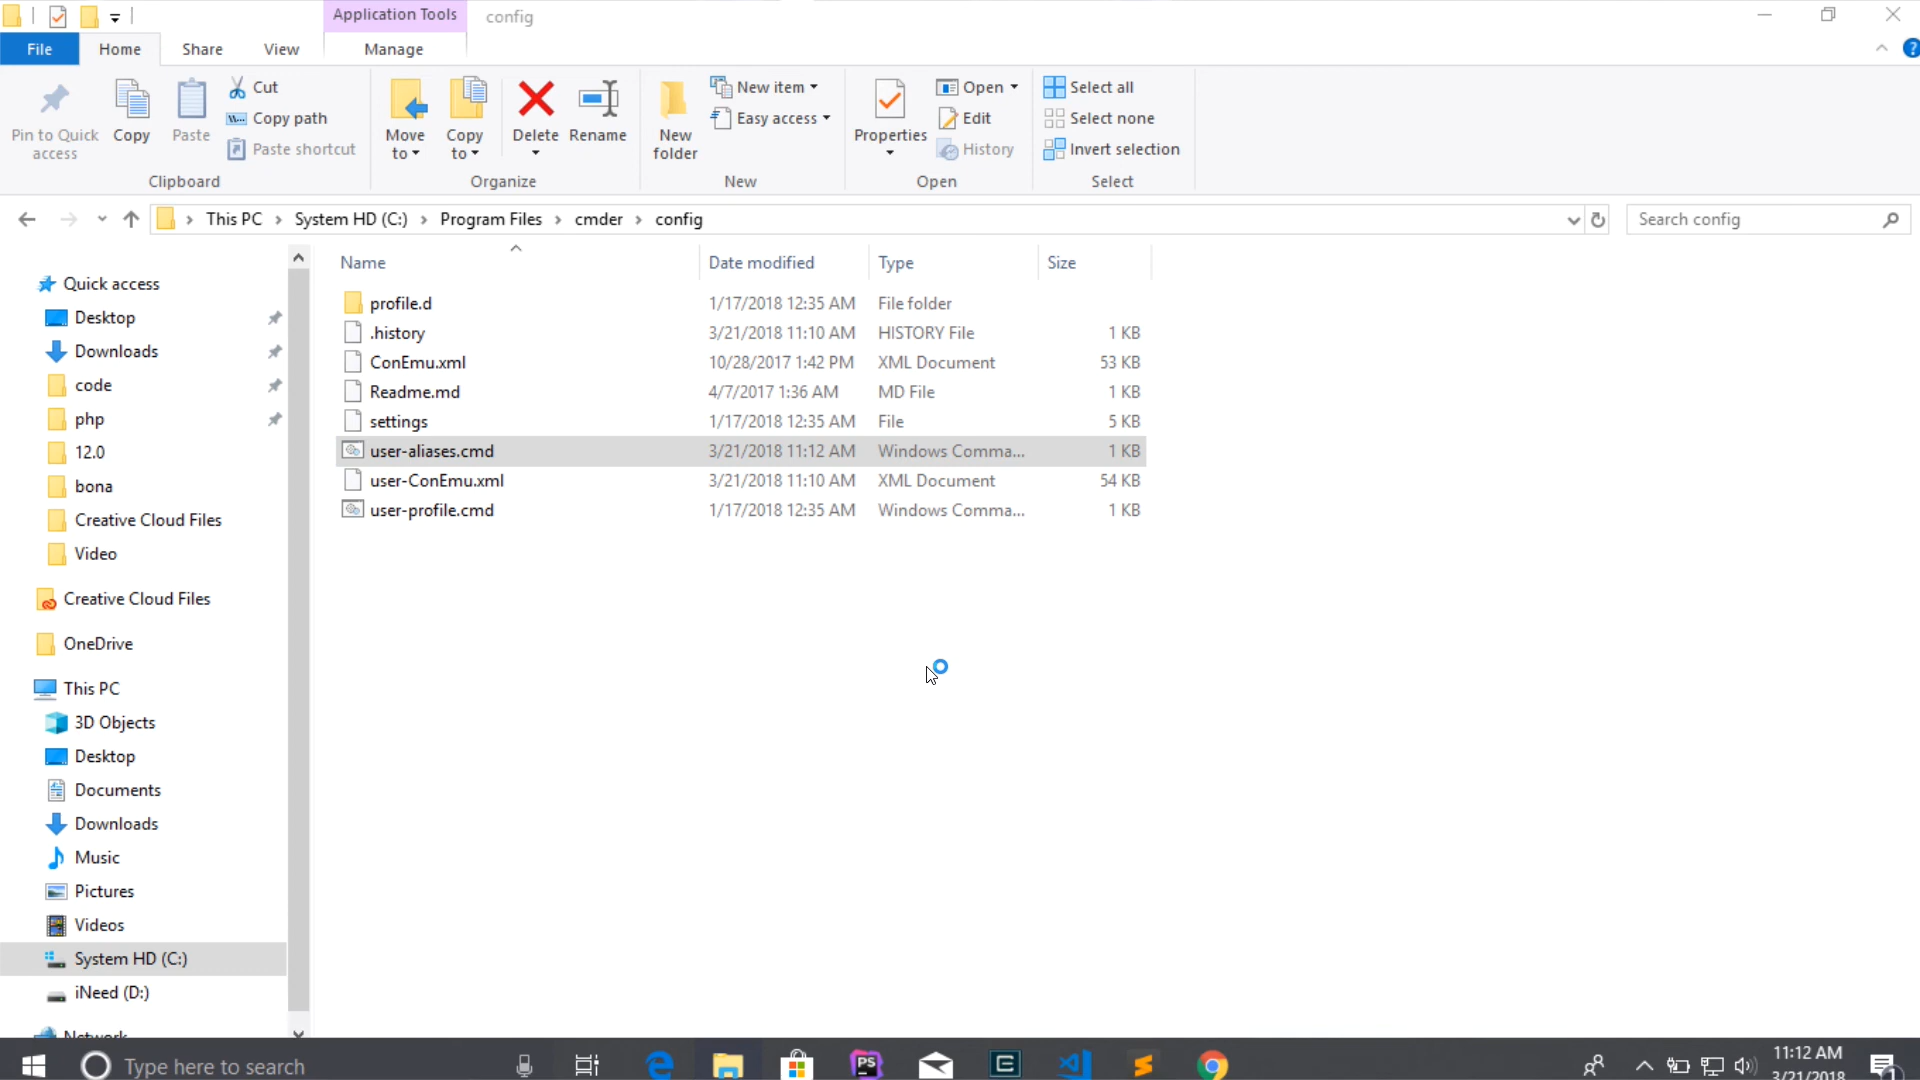 Application Tools
config
File
Home
Share
View
Manage
Pin to Quick access
Copy
Paste
Cut
Copy path
Paste shortcut
Clipboard
Move to
Copy to
Delete
Rename
Organize
New folder
New item
Easy access
New
Properties
Open
Edit
History
Open
Select all
Select none
Invert selection
Select
This PC > System HD (C:) > Program Files > cmder > config
Search config
Name
Date modified
Type
Size
profile.d 1/17/2018 12:35 AM File folder
.history 3/21/2018 11:10 AM HISTORY File 1 KB
ConEmu.xml 10/28/2017 1:42 PM XML Document 53 KB
Readme.md 4/7/2017 1:36 AM MD File 1 KB
settings 1/17/2018 12:35 AM File 5 KB
user-aliases.cmd 3/21/2018 11:12 AM Windows Comma... 1 KB
user-ConEmu.xml 3/21/2018 11:10 AM XML Document 54 KB
user-profile.cmd 1/17/2018 12:35 AM Windows Comma... 1 KB
Quick access
Desktop
Downloads
code
php
12.0
bona
Creative Cloud Files
Video
Creative Cloud Files
OneDrive
This PC
3D Objects
Desktop
Documents
Downloads
Music
Pictures
Videos
System HD (C:)
iNeed (D:)
Network
Type here to search
PS
11:12 AM
3/21/2018
1